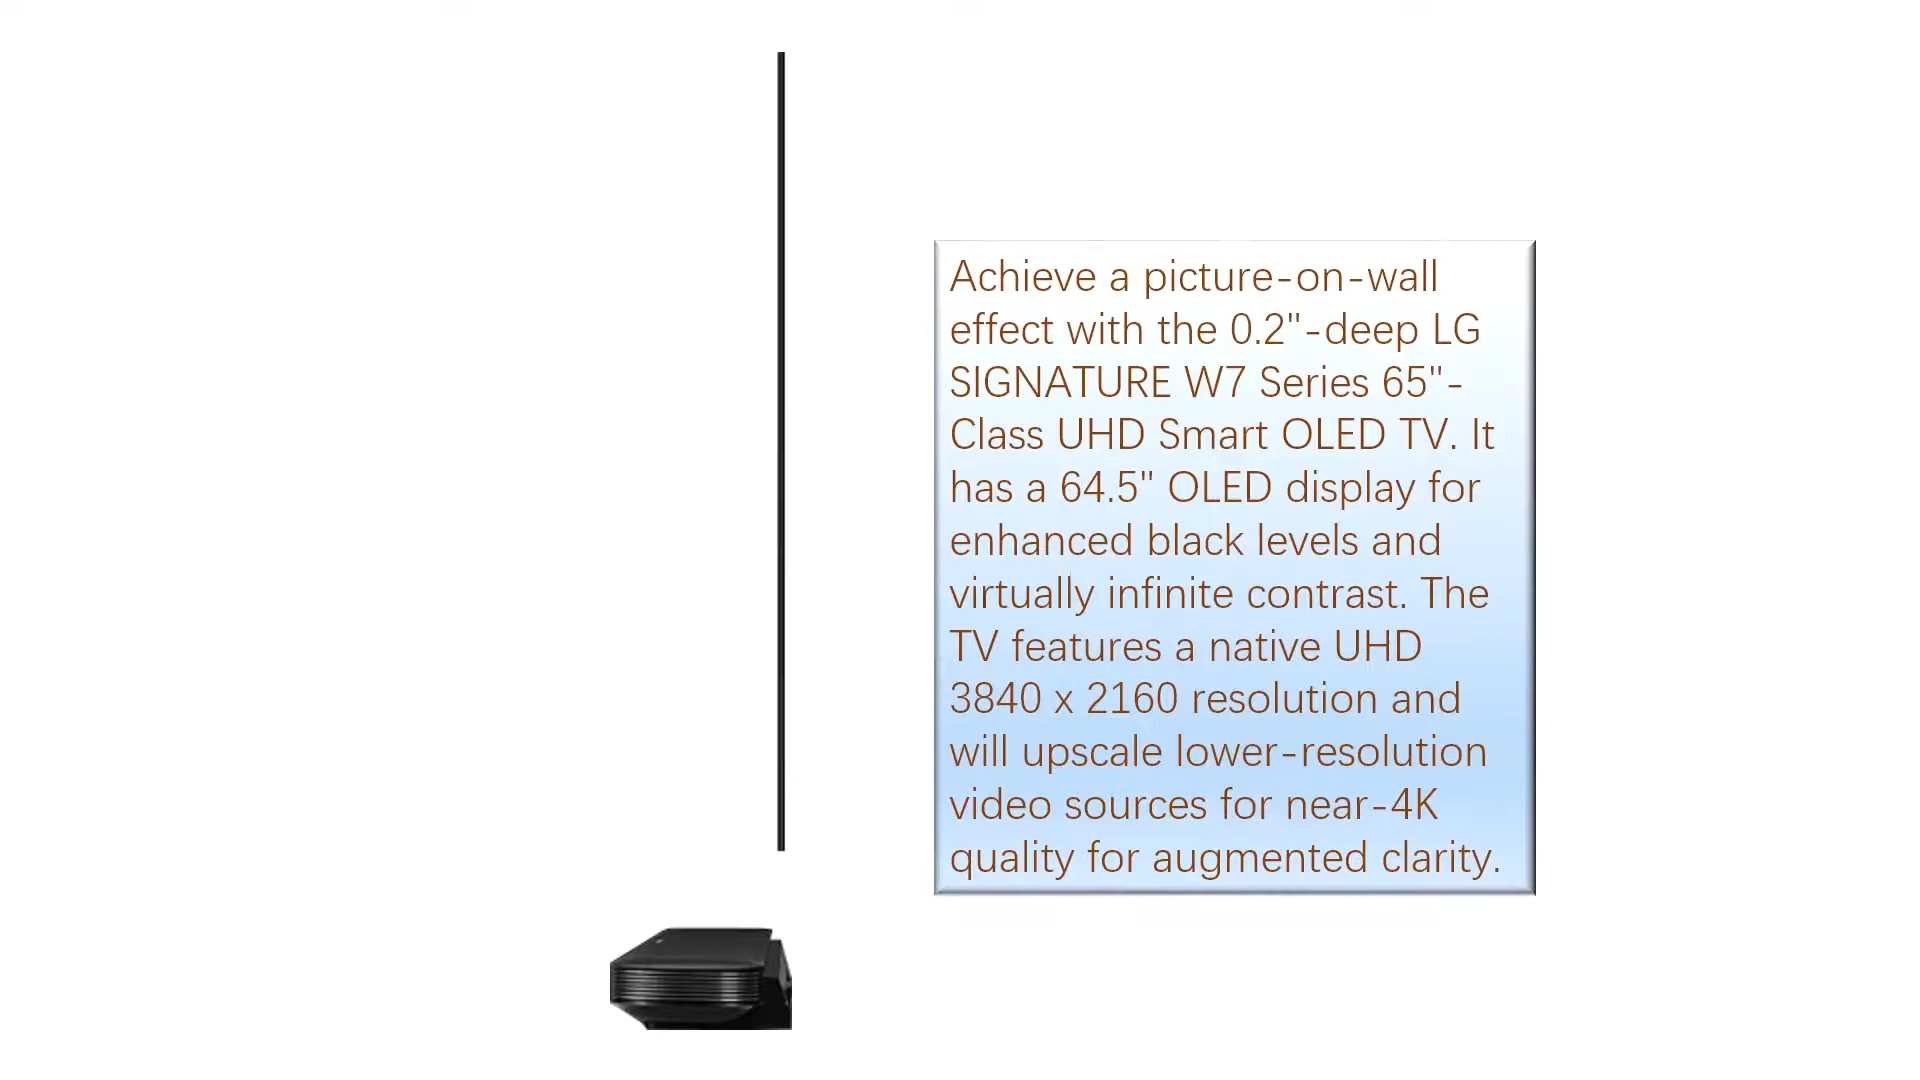 Achieve a picture-on-wall
effect with the 0.2"-deep LG
SIGNATURE W7 Series 65"-
Class UHD Smart OLED TV. It
has a 64.5" OLED display for
enhanced black levels and
virtually infinite contrast. The
TV features a native UHD
3840 x 2160 resolution and
will upscale lower-resolution
video sources for near-4K
quality for augmented clarity.